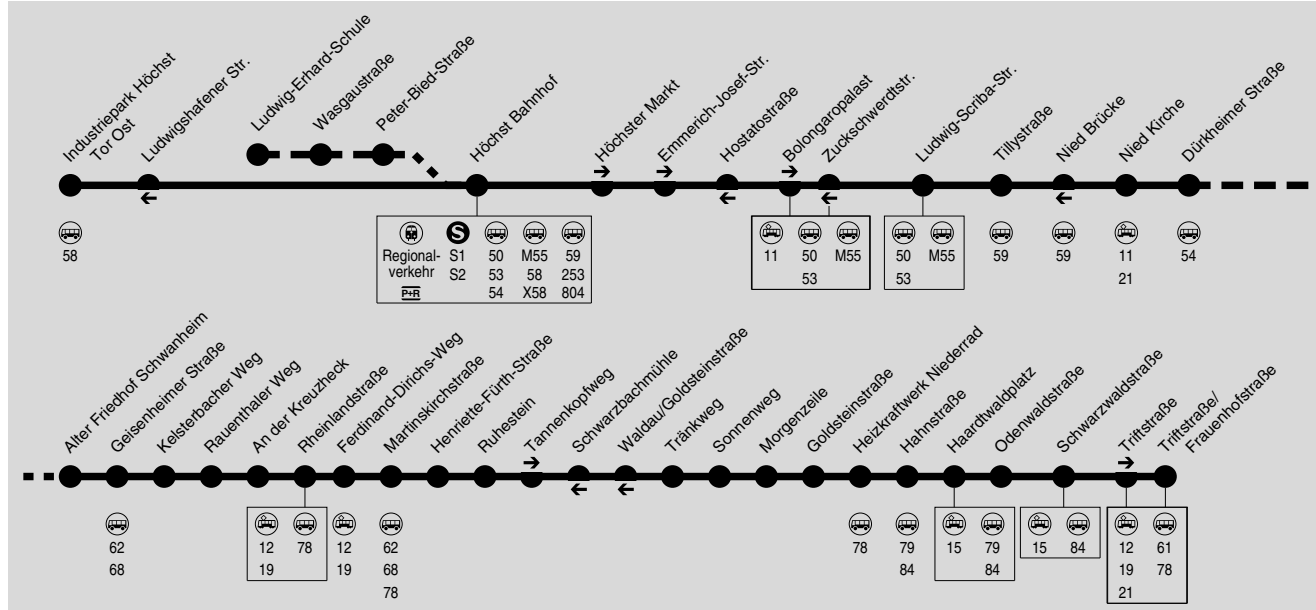 Industriepark Höchst
Tor Ost
Ludwigshafener Str.
Ludwig-Erhard-Schule
Wasgaustraße
Peter-Bied-Straße
Höchst Bahnhof
Höchster Markt
Emmerich-Josef-Str.
Hostatostraße
Bolongaropalast
Zuckschwerdtstr.
Ludwig-Scriba-Str.
Tillystraße
Nied Brücke
Nied Kirche
Dürkheimer Straße
58
S
Regional-
verkehr
P+R
S1
S2
50
53
54
M55
58
X58
59
253
804
11
50
53
M55
50
53
M55
59
59
11
21
54
Alter Friedhof Schwanheim
Geisenheimer Straße
Kelsterbacher Weg
Rauenthaler Weg
An der Kreuzheck
Rheinlandstraße
Ferdinand-Dirichs-Weg
Martinskirchstraße
Henriette-Fürth-Straße
Ruhestein
Tannenkopfweg
Schwarzbachmühle
Waldau/Goldsteinstraße
Tränkweg
Sonnenweg
Morgenzeile
Goldsteinstraße
Heizkraftwerk Niederrad
Hahnstraße
Haardtwaldplatz
Odenwaldstraße
Schwarzwaldstraße
Triftstraße
Triftstraße/
Frauenhofstraße
62
68
12
19
78
12
19
62
68
78
78
79
84
15
79
84
15
84
12
19
21
61
78